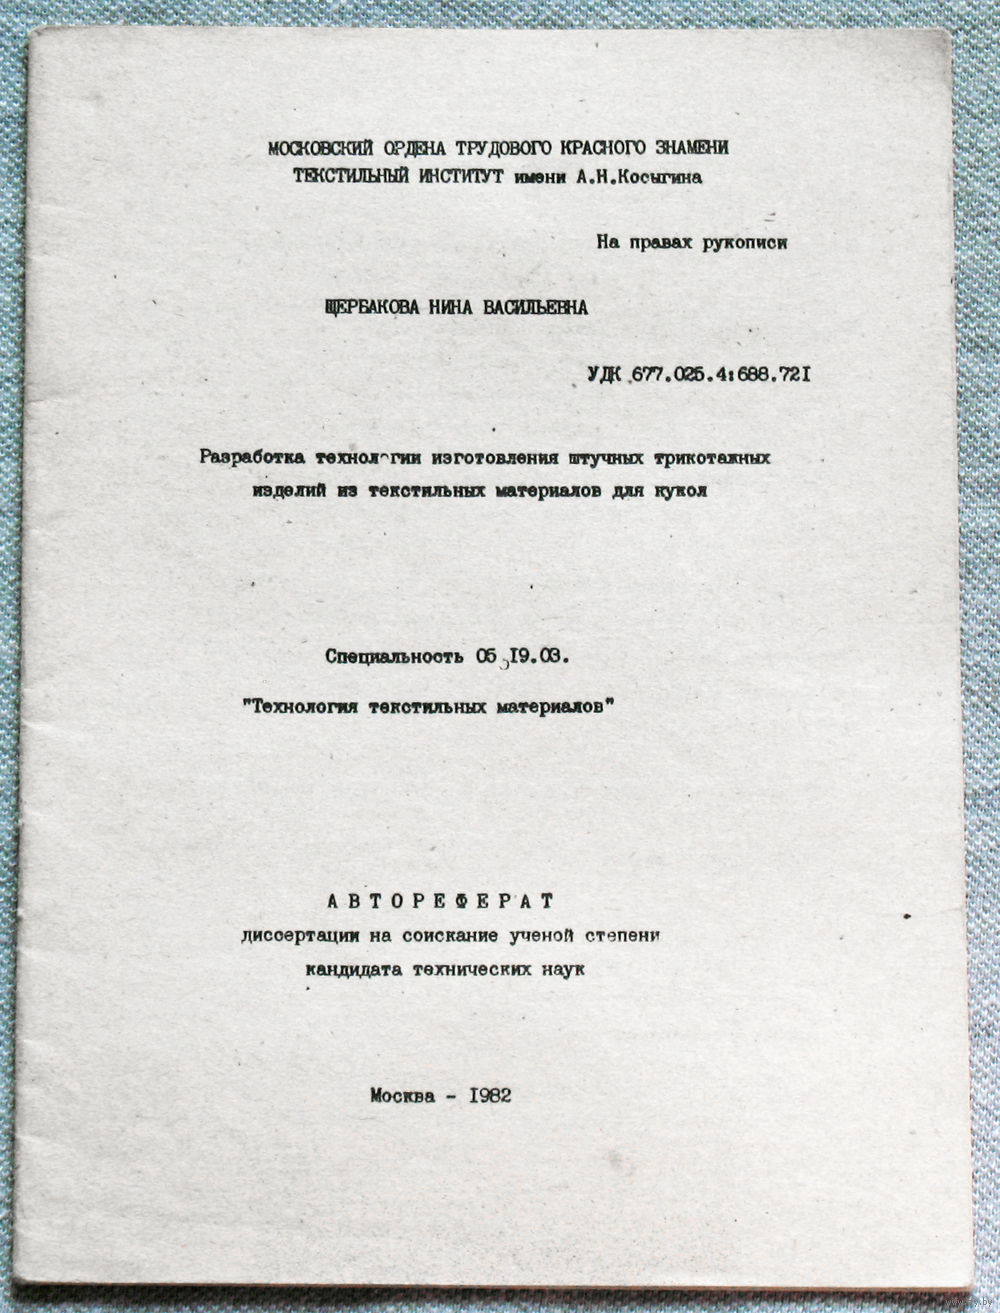 МОСКОВСКИЙ ОРДЕНА ТРУДОВОГО КРАСНОГО ЗНАМЕНИ
ТЕКСТИЛЬНЫЙ ИНСТИТУТ имени А.Н.Косыгина
На правах рукописи
ЩЕРБАКОВА НИНА ВАСИЛЬЕВНА
УДК 677.025.4:688.72I
Разработка технологии изготовления штучных трикотажных
изделий из текстильных материалов для кукол
Специальность 05.I9.03.
"Технология текстильных материалов"
А В Т О Р Е Ф Е Р А Т
диссертации на соискание ученой степени
кандидата технических наук
Москва - I982